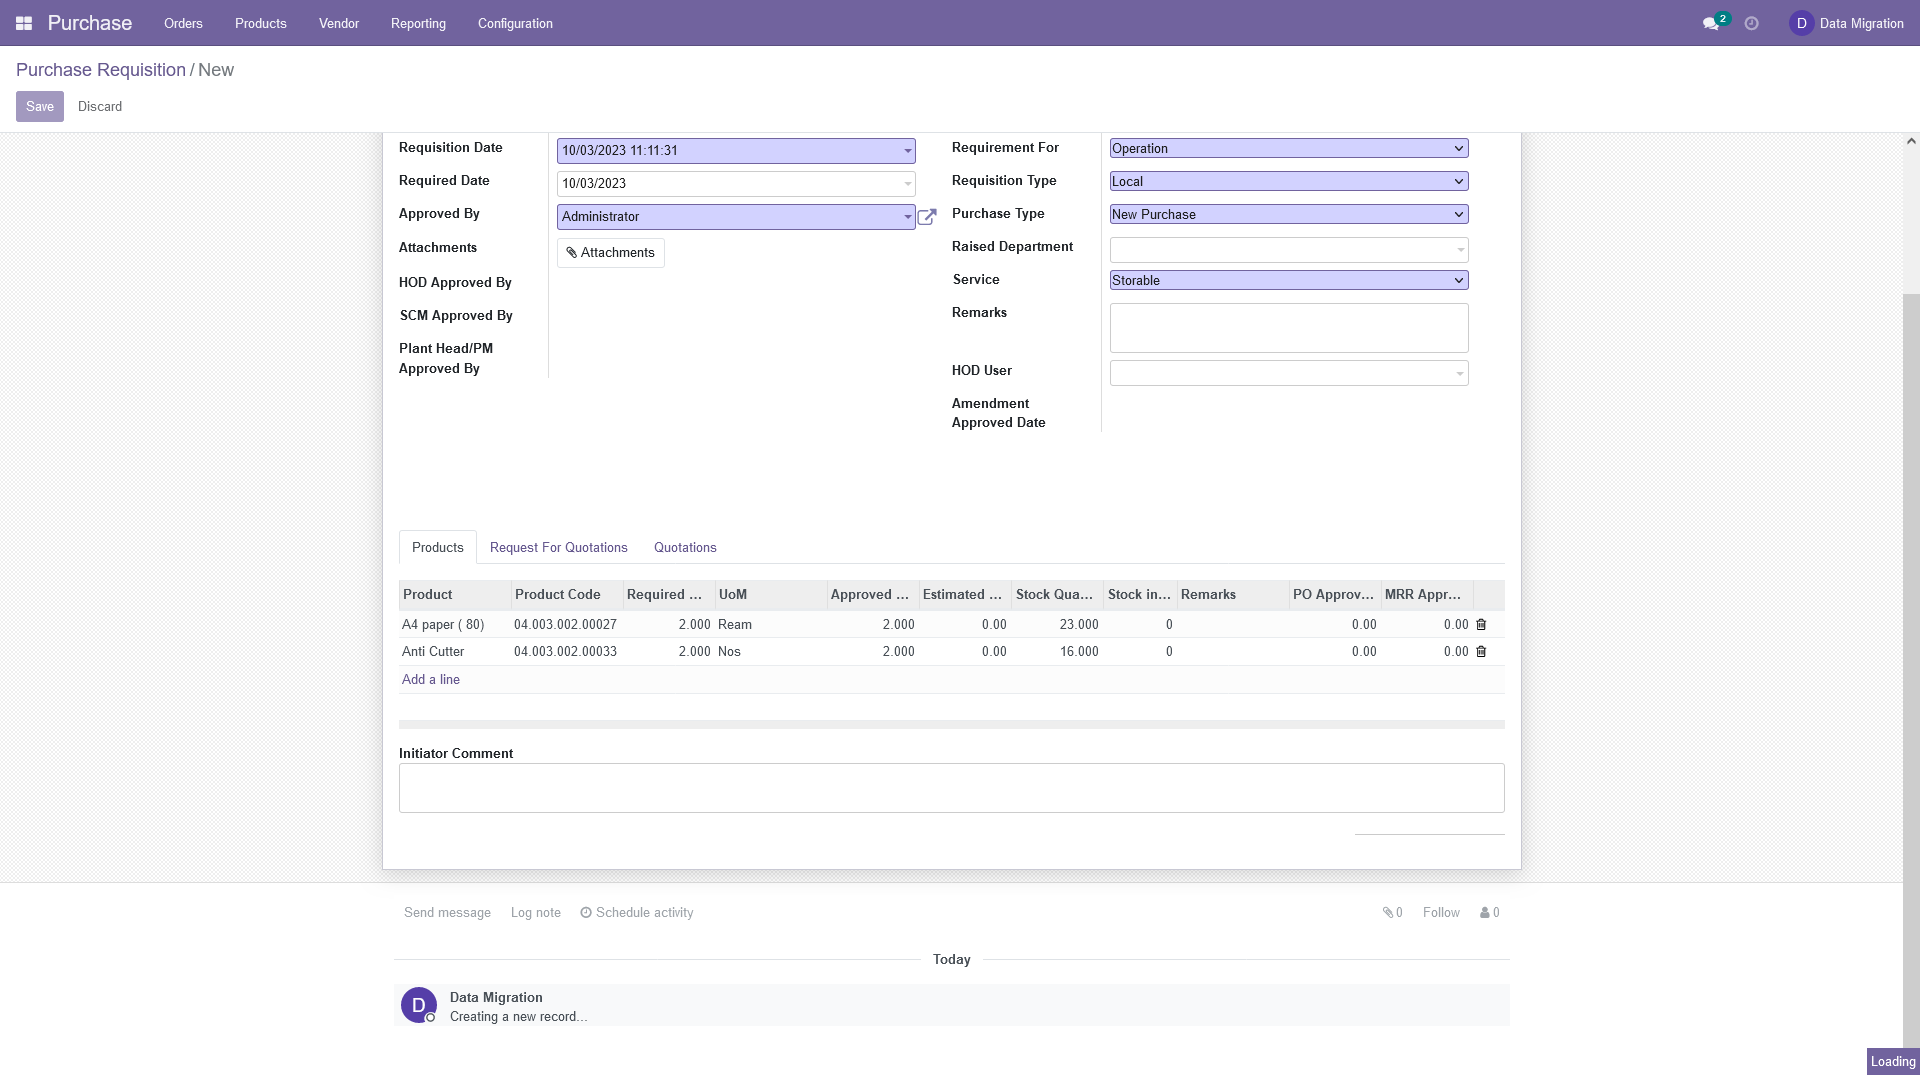 Purchase Orders Products Vendor Reporting Configuration 2 D Data Migration
Purchase Requisition / New
Save Discard
Requisition Date 10/03/2023 11:11:31 Requirement For Operation
Required Date 10/03/2023 Requisition Type Local
Approved By Administrator Purchase Type New Purchase
Attachments Attachments Raised Department
HOD Approved By Service Storable
SCM Approved By Remarks
Plant Head/PM
Approved By HOD User
Amendment
Approved Date
Products Request For Quotations Quotations
Product Product Code Required ... UoM Approved ... Estimated ... Stock Qua... Stock in... Remarks PO Approv... MRR Appr...
A4 paper ( 80) 04.003.002.00027 2.000 Ream 2.000 0.00 23.000 0 0.00 0.00
Anti Cutter 04.003.002.00033 2.000 Nos 2.000 0.00 16.000 0 0.00 0.00
Add a line
Initiator Comment
Send message Log note Schedule activity 0 Follow 0
Today
D Data Migration
Creating a new record...
Loading